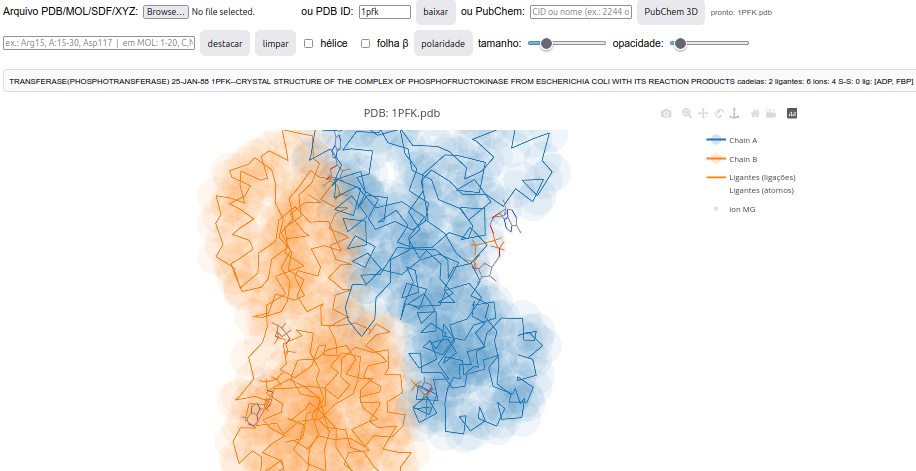 Arquivo PDB/MOL/SDF/XYZ: Browse... No file selected. ou PDB ID: 1pfk baixar ou PubChem: CID ou nome (ex.: 2244 o PubChem 3D pronto: 1PFK.pdb
ex.: Arg15, A:15-30, Asp117 | em MOL: 1-20, C,N destacar limpar hélice folha β polaridade tamanho: opacidade:
TRANSFERASE(PHOSPHOTRANSFERASE) 25-JAN-88 1PFK--CRYSTAL STRUCTURE OF THE COMPLEX OF PHOSPHOFRUCTOKINASE FROM ESCHERICHIA COLI WITH ITS REACTION PRODUCTS cadeias: 2 ligantes: 6 íons: 4 S-S: 0 lig: [ADP, FBP]
PDB: 1PFK.pdb
Chain A
Chain B
Ligantes (ligações)
Ligantes (átomos)
íon MG